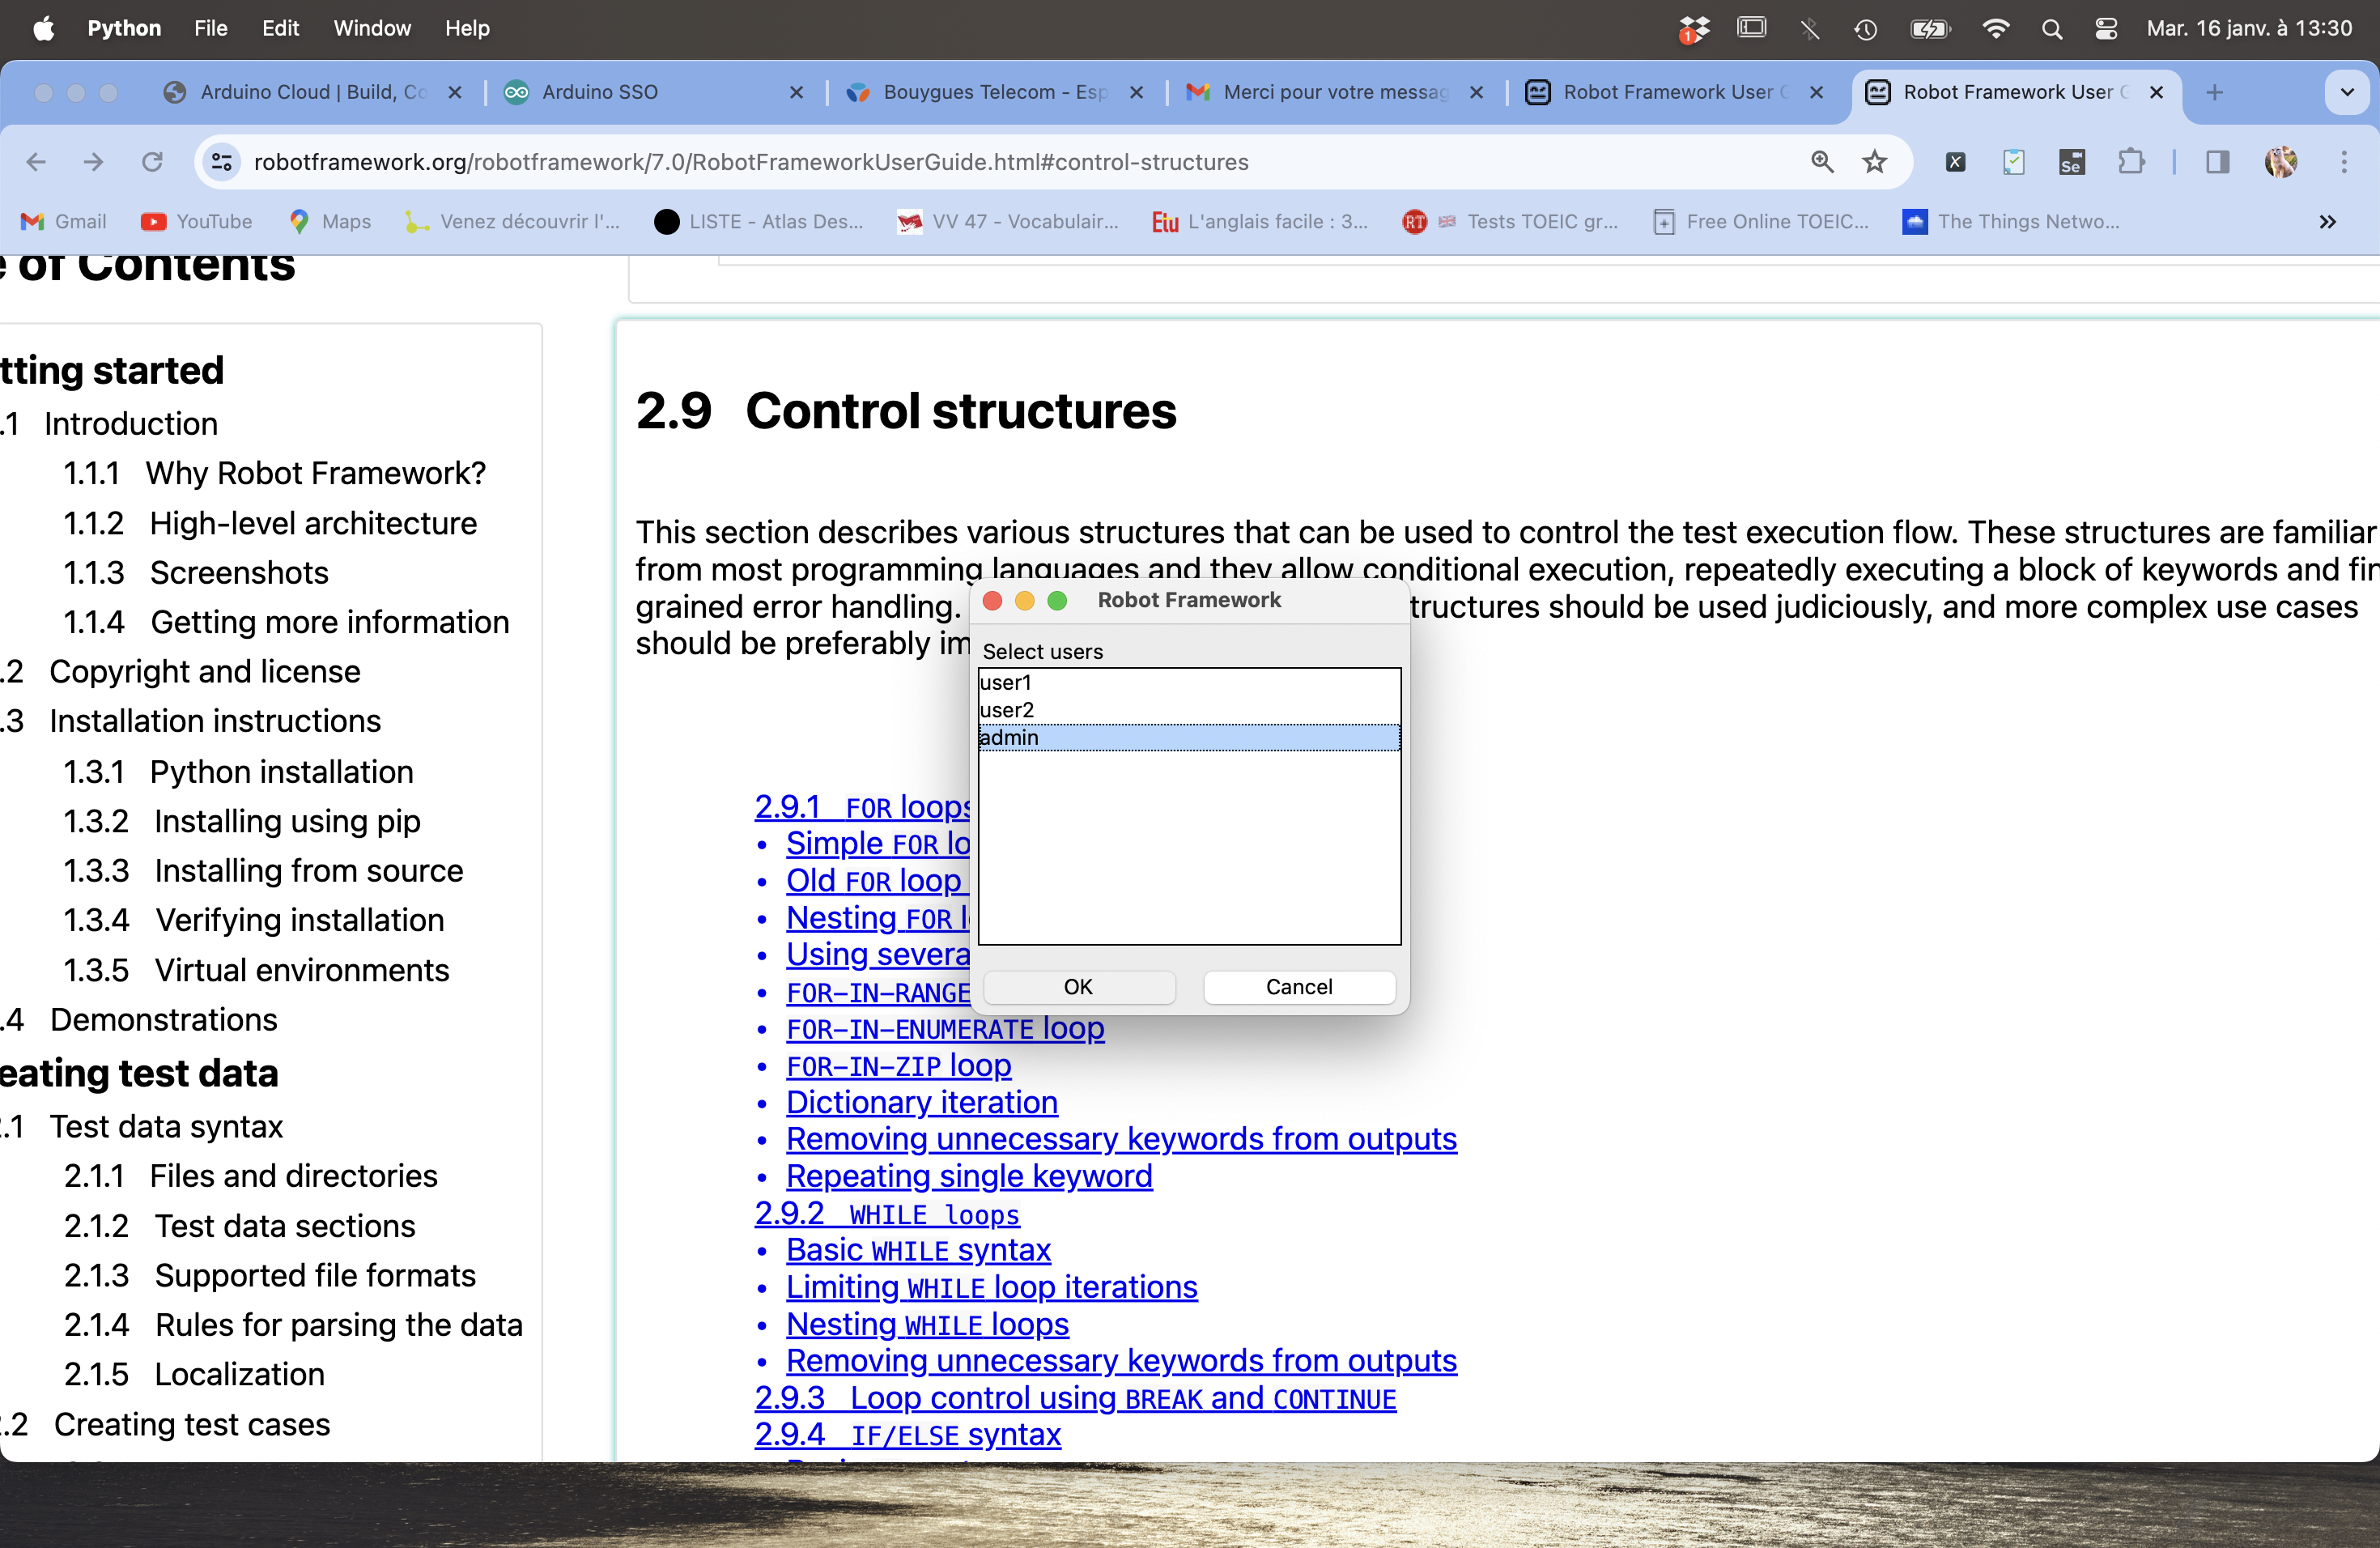 Python File Edit Window Help
1
Mar. 16 janv. à 13:30
Arduino Cloud | Build, Co
Arduino SSO
Bouygues Telecom - Esp
Merci pour votre messag
Robot Framework User G
Robot Framework User G
robotframework.org/robotframework/7.0/RobotFrameworkUserGuide.html#control-structures
X
Se
Gmail
YouTube
Maps
Venez découvrir l'...
LISTE - Atlas Des...
VV 47 - Vocabulair...
Etu L'anglais facile : 3...
RT Tests TOEIC gr...
Free Online TOEIC...
The Things Netwo...
e of Contents
tting started
.1 Introduction
1.1.1 Why Robot Framework?
1.1.2 High-level architecture
1.1.3 Screenshots
1.1.4 Getting more information
.2 Copyright and license
.3 Installation instructions
1.3.1 Python installation
1.3.2 Installing using pip
1.3.3 Installing from source
1.3.4 Verifying installation
1.3.5 Virtual environments
.4 Demonstrations
eating test data
.1 Test data syntax
2.1.1 Files and directories
2.1.2 Test data sections
2.1.3 Supported file formats
2.1.4 Rules for parsing the data
2.1.5 Localization
.2 Creating test cases
2.9 Control structures
This section describes various structures that can be used to control the test execution flow. These structures are familiar
from most programming languages and they allow conditional execution, repeatedly executing a block of keywords and fin
grained error handling. tructures should be used judiciously, and more complex use cases
should be preferably im
2.9.1 FOR loops
• Simple FOR lo
• Old FOR loop
• Nesting FOR l
• Using severa
• FOR-IN-RANGE
• FOR-IN-ENUMERATE loop
• FOR-IN-ZIP loop
• Dictionary iteration
• Removing unnecessary keywords from outputs
• Repeating single keyword
2.9.2 WHILE loops
• Basic WHILE syntax
• Limiting WHILE loop iterations
• Nesting WHILE loops
• Removing unnecessary keywords from outputs
2.9.3 Loop control using BREAK and CONTINUE
2.9.4 IF/ELSE syntax
Robot Framework
Select users
user1
user2
admin
OK
Cancel